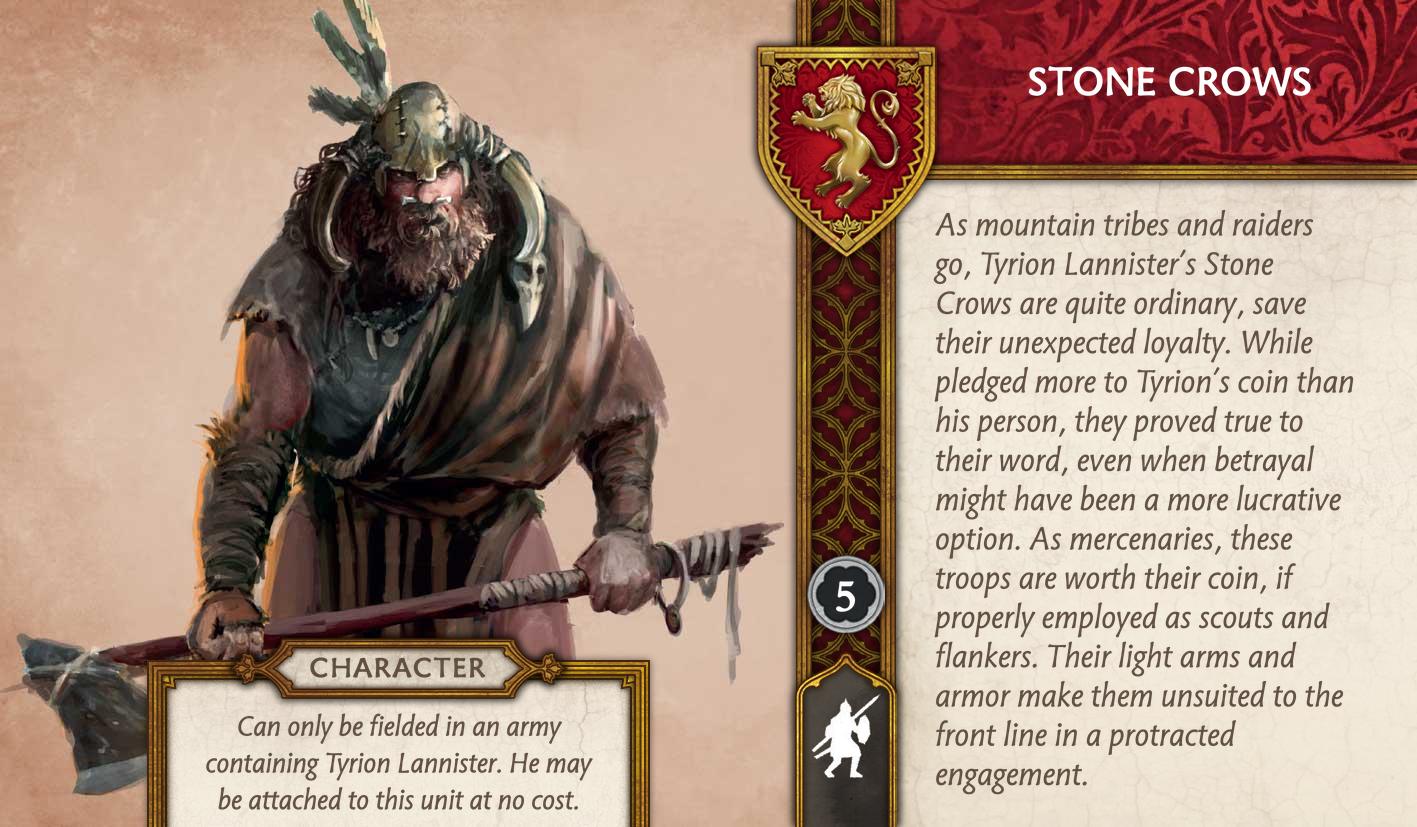 STONE CROWS
As mountain tribes and raiders
go, Tyrion Lannister's Stone
Crows are quite ordinary, save
their unexpected loyalty. While
pledged more to Tyrion's coin than
his person, they proved true to
their word, even when betrayal
might have been a more lucrative
option. As mercenaries, these
troops are worth their coin, if
properly employed as scouts and
flankers. Their light arms and
armor make them unsuited to the
front line in a protracted
engagement.
5
CHARACTER
Can only be fielded in an army
containing Tyrion Lannister. He may
be attached to this unit at no cost.